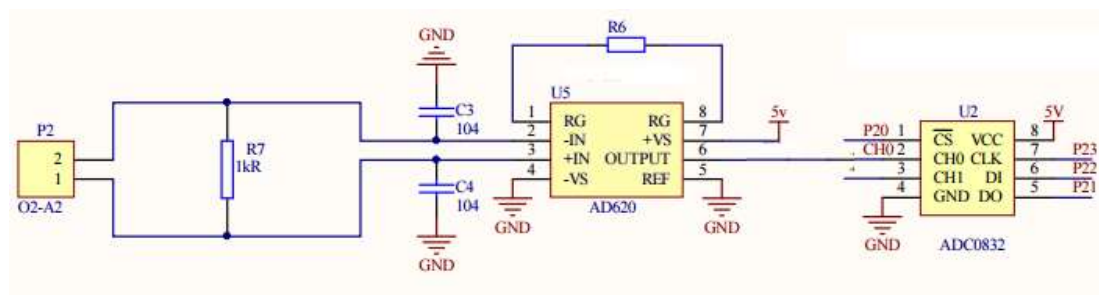 P2
2
1
O2-A2
R7
1kR
GND
C3
104
C4
104
GND
R6
U5
1 RG RG 8
2 -IN +VS 7
3 +IN OUTPUT 6
4 -VS REF 5
AD620
GND
GND
5v
U2
5V
P20 1 CS VCC 8
CH0 2 CH0 CLK 7 P23
3 CH1 DI 6 P22
4 GND DO 5 P21
GND
ADC0832